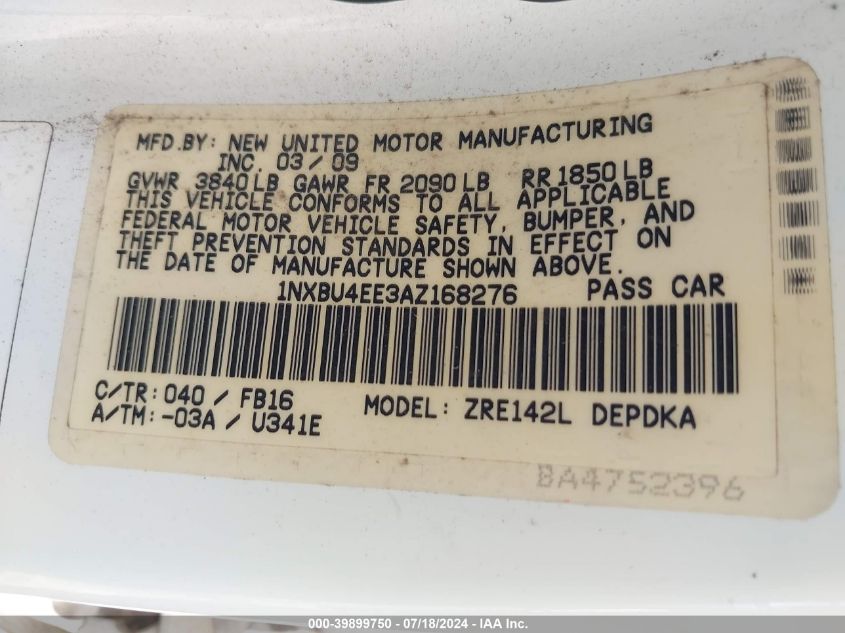 MFD.BY: NEW UNITED MOTOR MANUFACTURING
INC. 03/09
GVWR 3840LB GAWR FR 2090LB RR 1850LB
THIS VEHICLE CONFORMS TO ALL APPLICABLE
FEDERAL MOTOR VEHICLE SAFETY, BUMPER, AND
THEFT PREVENTION STANDARDS IN EFFECT ON
THE DATE OF MANUFACTURE SHOWN ABOVE.
1NXBU4EE3AZ168276 PASS CAR
C/TR: 040 / FB16
A/TM: -03A / U341E MODEL: ZRE142L DEPDKA
BA4752396
000-39899750 / 07/18/2024 - IAA Inc.